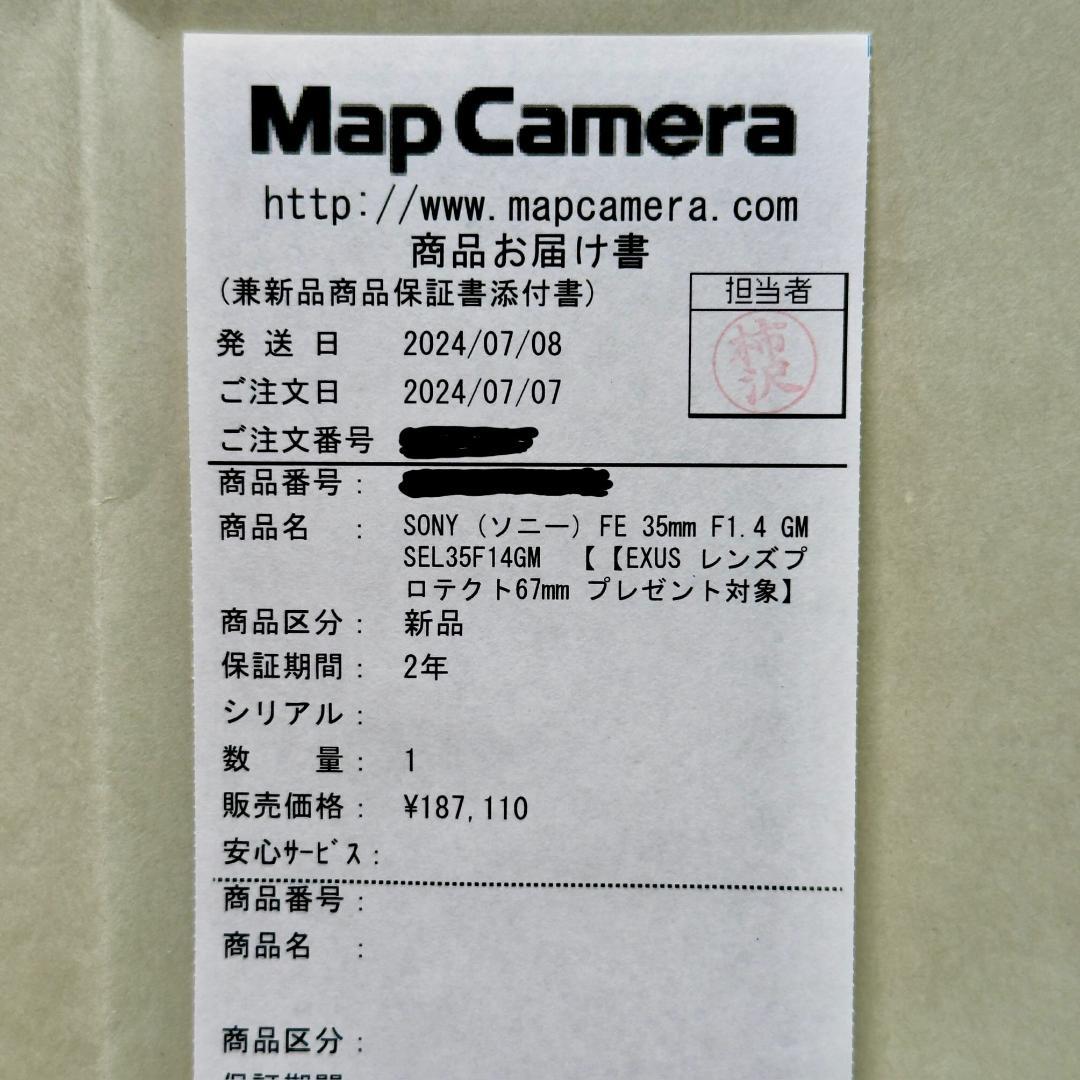 Map Camera
http://www.mapcamera.com
商品お届け書
(兼新品商品保証書添付書)
担当者
柿沢
発送日 2024/07/08
ご注文日 2024/07/07
ご注文番号
商品番号:
商品名 : SONY (ソニー) FE 35mm F1.4 GM
SEL35F14GM 【【EXUS レンズプ
ロテクト67mm プレゼント対象】
商品区分: 新品
保証期間: 2年
シリアル:
数 量: 1
販売価格: ¥187,110
安心ｻｰﾋﾞｽ:
商品番号:
商品名 :
商品区分:
保証期間